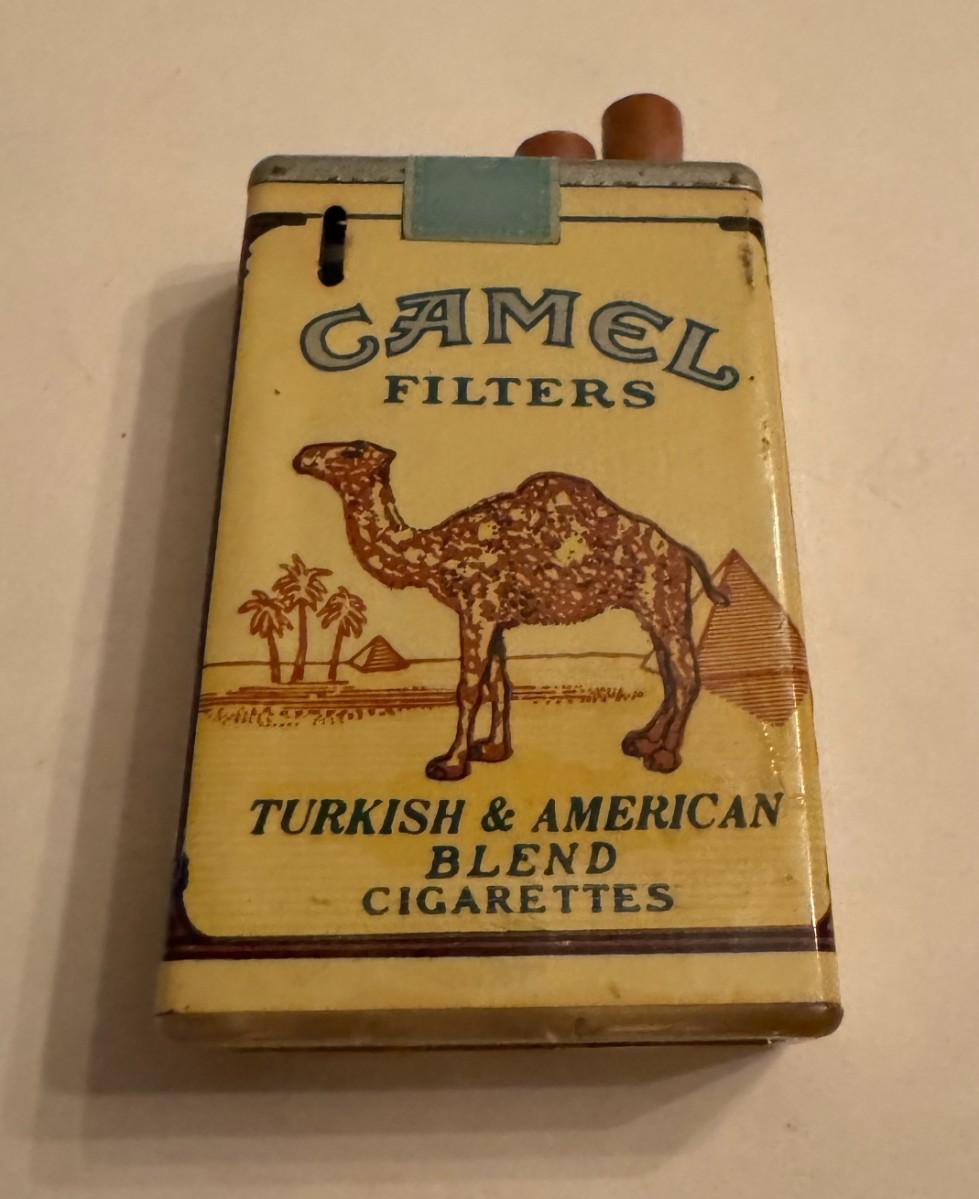 CAMEL
FILTERS
TURKISH & AMERICAN
BLEND
CIGARETTES